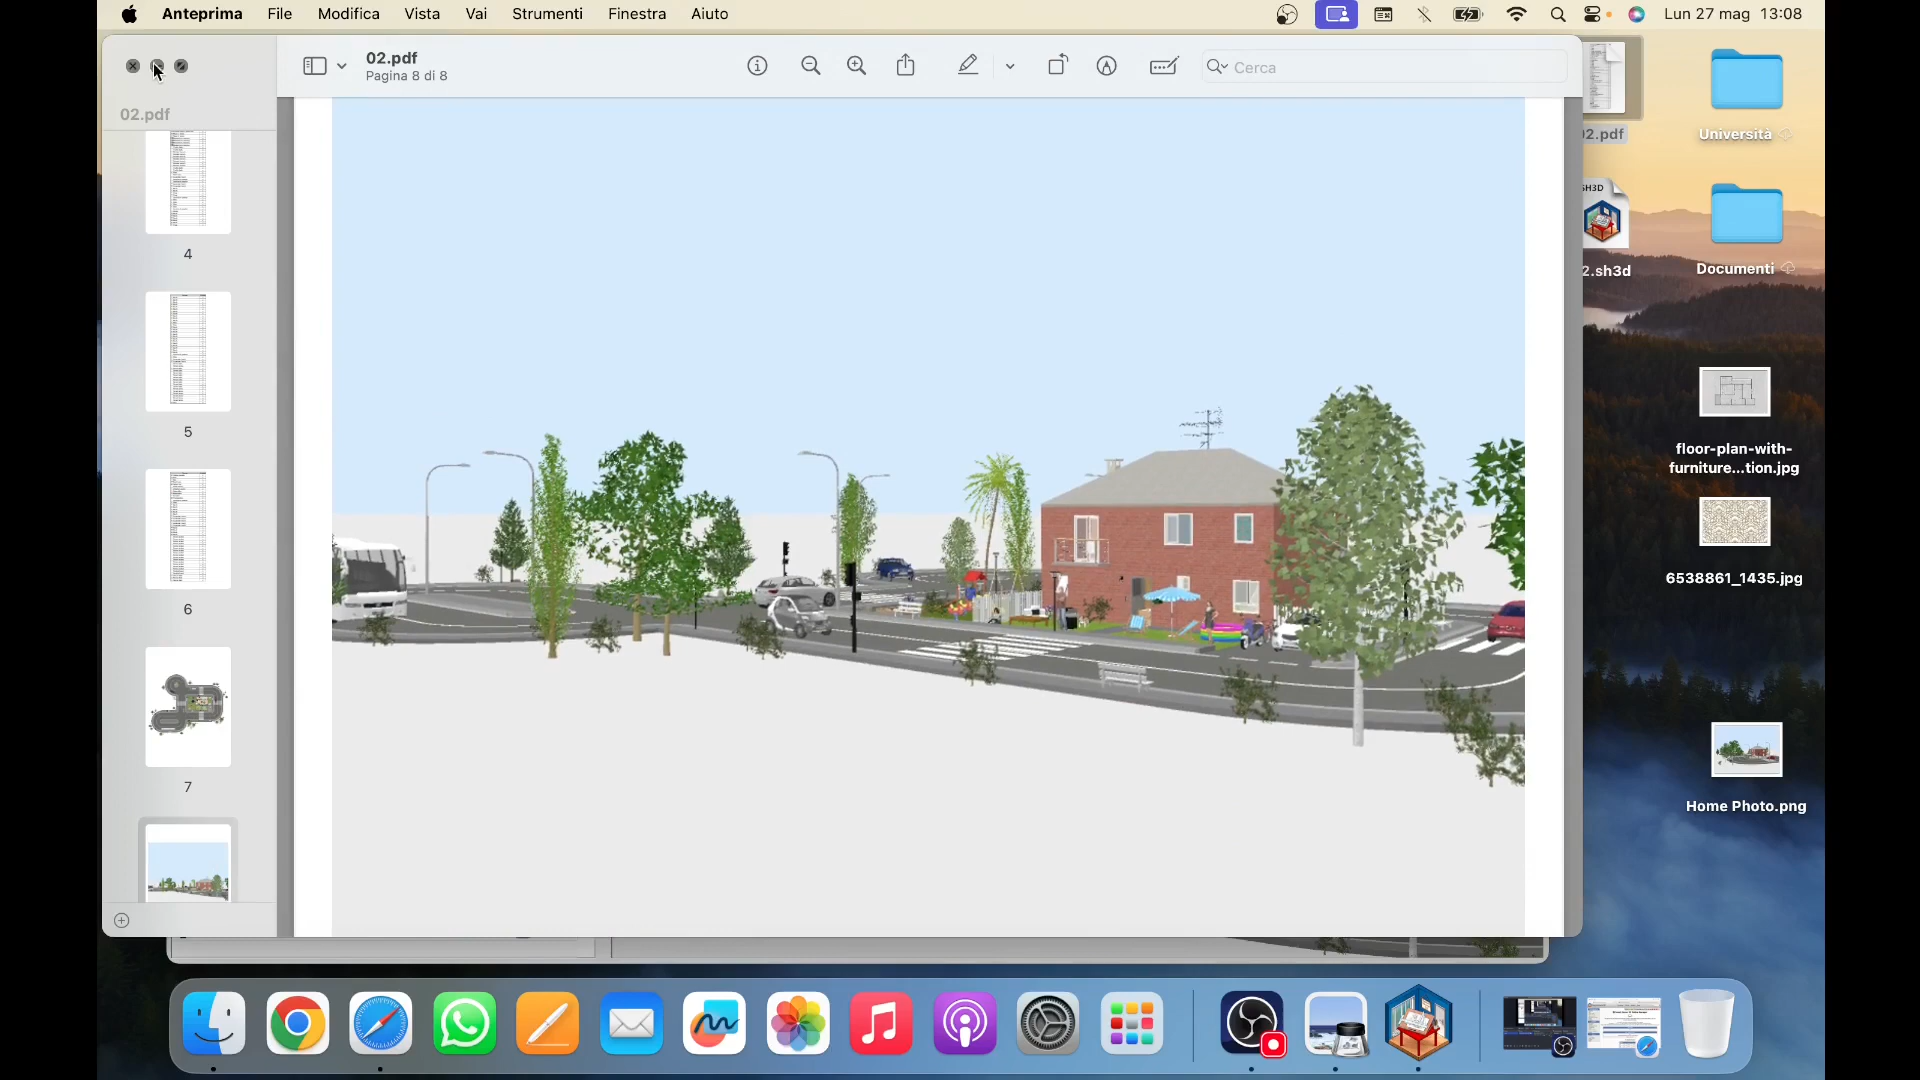 Anteprima File Modifica Vista Vai Strumenti Finestra Aiuto Lun 27 mag 13:08
02.pdf
Pagina 8 di 8
Cerca
02.pdf
4
5
6
7
02.pdf
Università
SH3D
2.sh3d
Documenti
floor-plan-with-
furniture...tion.jpg
6538861_1435.jpg
Home Photo.png